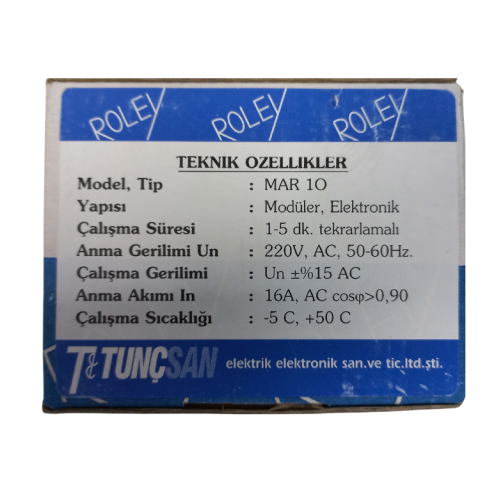 ROLEY ROLEY ROLEY
TEKNIK OZELLIKLER
Model, Tip : MAR 1O
Yapısı : Modüler, Elektronik
Çalışma Süresi : 1-5 dk. tekrarlamalı
Anma Gerilimi Un : 220V, AC, 50-60Hz.
Çalışma Gerilimi : Un ±%15 AC
Anma Akımı In : 16A, AC cosφ>0,90
Çalışma Sıcaklığı : -5 C, +50 C
TUNÇSAN elektrik elektronik san.ve tic.ltd.şti.